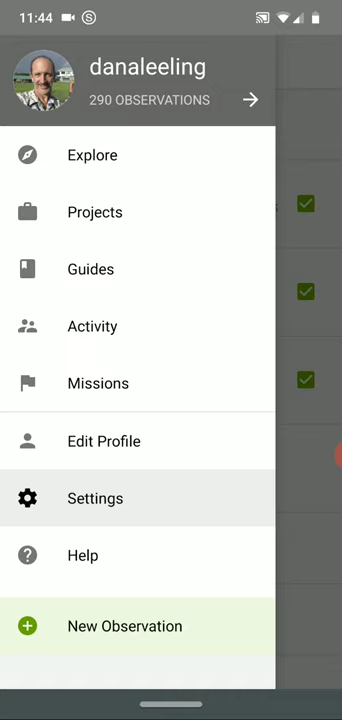 11:44
danaleeling
290 OBSERVATIONS
Explore
Projects
Guides
Activity
Missions
Edit Profile
Settings
Help
New Observation